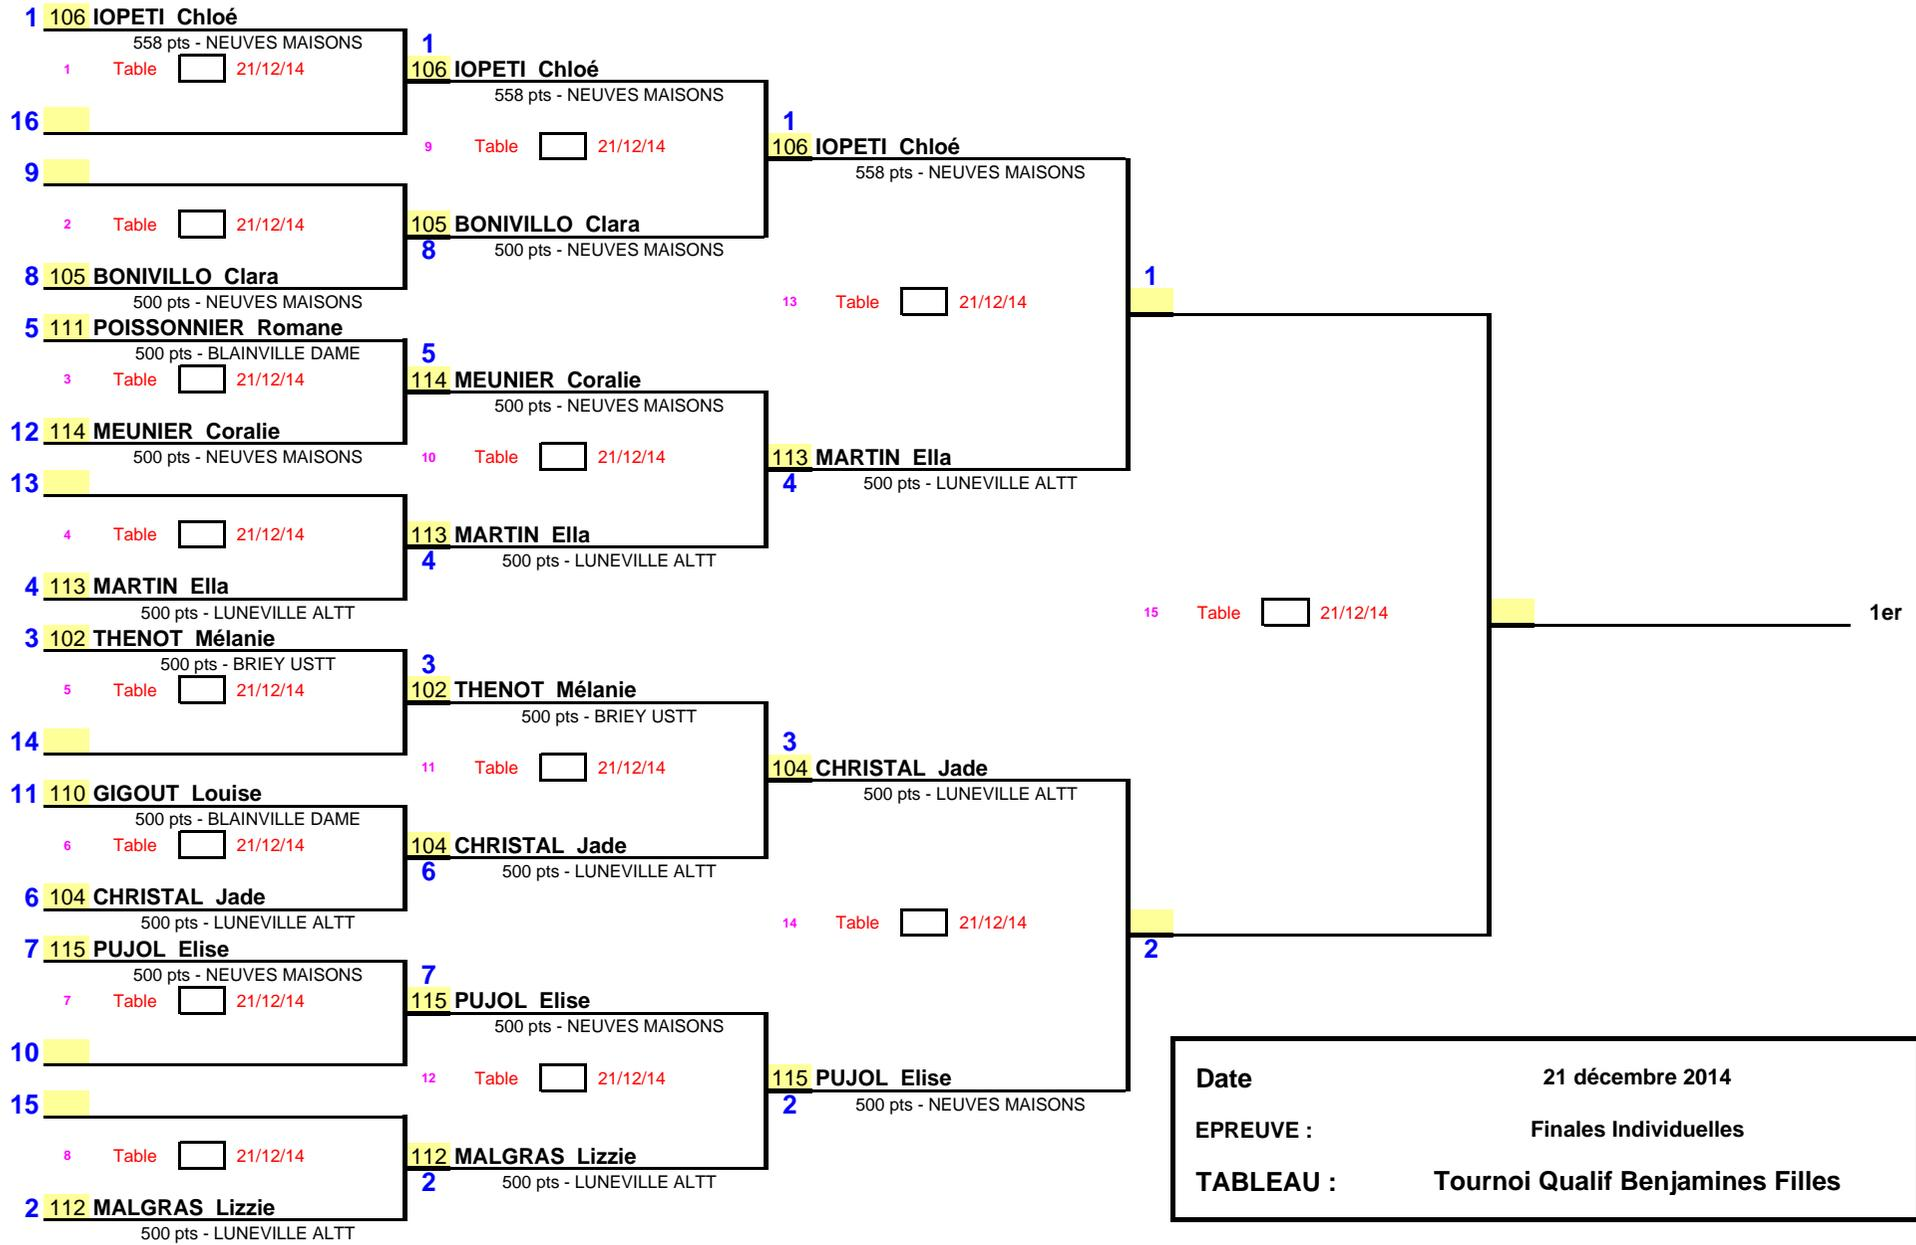 1 106 IOPETI Chloé
558 pts - NEUVES MAISONS
1 Table 21/12/14
16
9
2 Table 21/12/14
8 105 BONIVILLO Clara
500 pts - NEUVES MAISONS
5 111 POISSONNIER Romane
500 pts - BLAINVILLE DAME
3 Table 21/12/14
12 114 MEUNIER Coralie
500 pts - NEUVES MAISONS
13
4 Table 21/12/14
4 113 MARTIN Ella
500 pts - LUNEVILLE ALTT
3 102 THENOT Mélanie
500 pts - BRIEY USTT
5 Table 21/12/14
14
11 110 GIGOUT Louise
500 pts - BLAINVILLE DAME
6 Table 21/12/14
6 104 CHRISTAL Jade
500 pts - LUNEVILLE ALTT
7 115 PUJOL Elise
500 pts - NEUVES MAISONS
7 Table 21/12/14
10
15
8 Table 21/12/14
2 112 MALGRAS Lizzie
500 pts - LUNEVILLE ALTT
1
106 IOPETI Chloé
558 pts - NEUVES MAISONS
9 Table 21/12/14
105 BONIVILLO Clara
8
500 pts - NEUVES MAISONS
5
114 MEUNIER Coralie
500 pts - NEUVES MAISONS
10 Table 21/12/14
113 MARTIN Ella
4
500 pts - LUNEVILLE ALTT
3
102 THENOT Mélanie
500 pts - BRIEY USTT
11 Table 21/12/14
104 CHRISTAL Jade
6
500 pts - LUNEVILLE ALTT
7
115 PUJOL Elise
500 pts - NEUVES MAISONS
12 Table 21/12/14
112 MALGRAS Lizzie
2
500 pts - LUNEVILLE ALTT
1
106 IOPETI Chloé
558 pts - NEUVES MAISONS
13 Table 21/12/14
113 MARTIN Ella
4
500 pts - LUNEVILLE ALTT
3
104 CHRISTAL Jade
500 pts - LUNEVILLE ALTT
14 Table 21/12/14
115 PUJOL Elise
2
500 pts - NEUVES MAISONS
1
15 Table 21/12/14
2
1er
Date 21 décembre 2014
EPREUVE : Finales Individuelles
TABLEAU : Tournoi Qualif Benjamines Filles